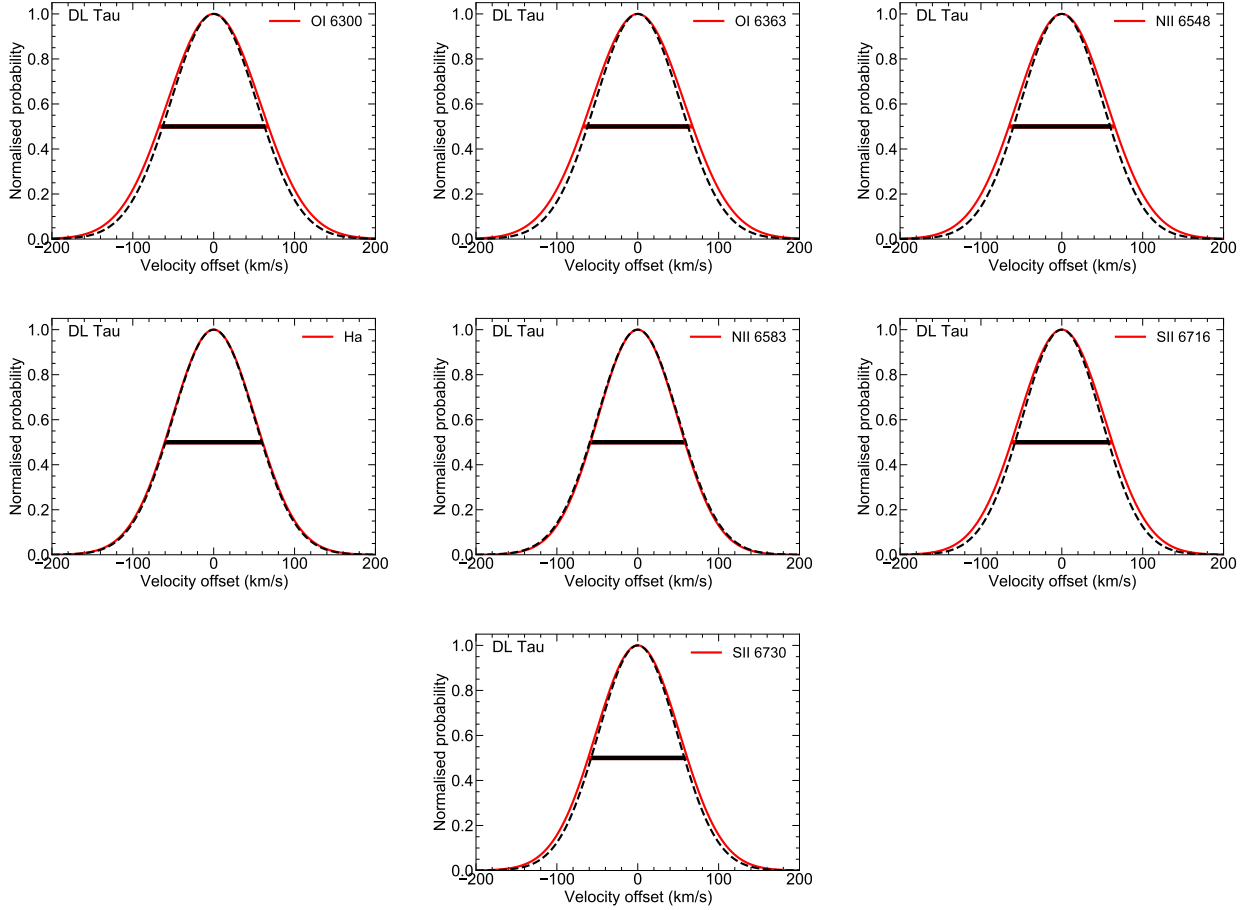 DL Tau
OI 6300
Normalised probability
1.0
0.8
0.6
0.4
0.2
0.0
−200 −100 0 100 200
Velocity offset (km/s)
DL Tau
OI 6363
Normalised probability
1.0
0.8
0.6
0.4
0.2
0.0
−200 −100 0 100 200
Velocity offset (km/s)
DL Tau
NII 6548
Normalised probability
1.0
0.8
0.6
0.4
0.2
0.0
−200 −100 0 100 200
Velocity offset (km/s)
DL Tau
Ha
Normalised probability
1.0
0.8
0.6
0.4
0.2
0.0
−200 −100 0 100 200
Velocity offset (km/s)
DL Tau
NII 6583
Normalised probability
1.0
0.8
0.6
0.4
0.2
0.0
−200 −100 0 100 200
Velocity offset (km/s)
DL Tau
SII 6716
Normalised probability
1.0
0.8
0.6
0.4
0.2
0.0
−200 −100 0 100 200
Velocity offset (km/s)
DL Tau
SII 6730
Normalised probability
1.0
0.8
0.6
0.4
0.2
0.0
−200 −100 0 100 200
Velocity offset (km/s)